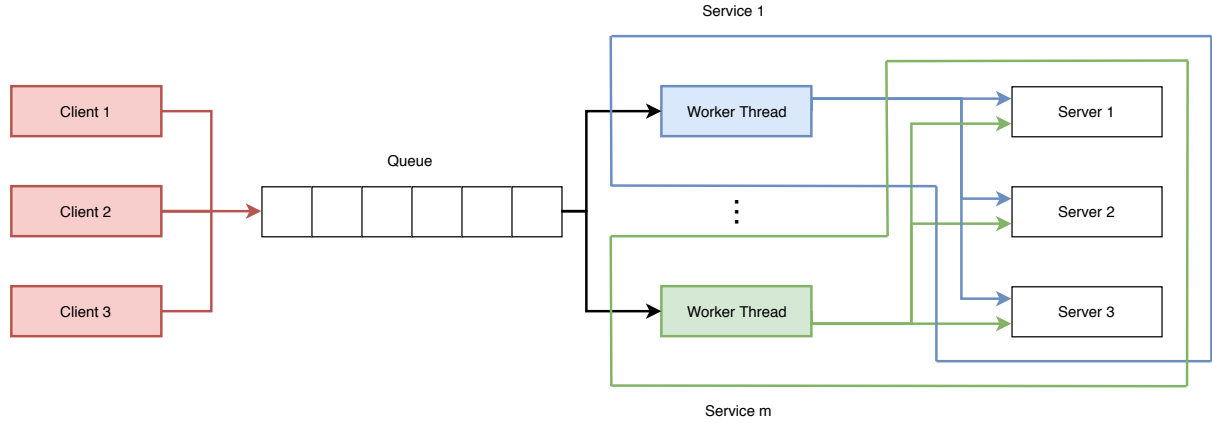 Service 1
Client 1
Worker Thread
Server 1
Queue
Client 2
Server 2
Client 3
Worker Thread
Server 3
Service m